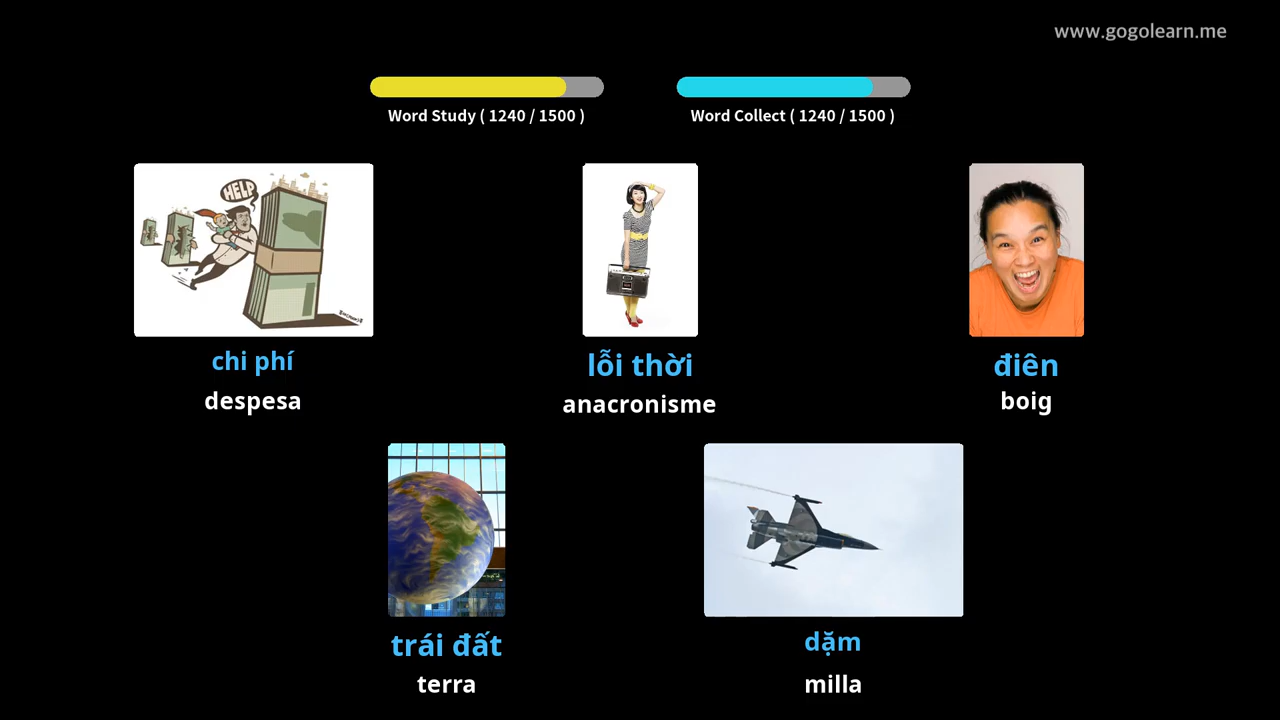 www.gogolearn.me
Word Study ( 1240 / 1500 )
Word Collect ( 1240 / 1500 )
HELP
chi phí
despesa
lỗi thời
anacronisme
điên
boig
trái đất
terra
dặm
milla